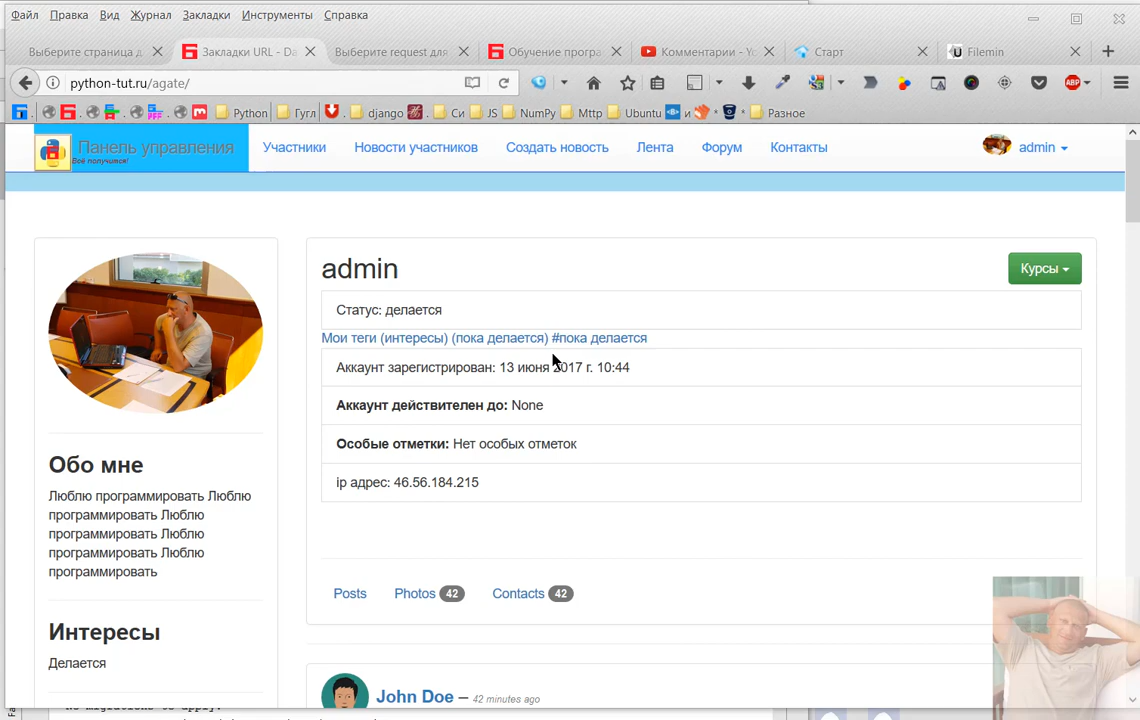 Файл Правка Вид Журнал Закладки Инструменты Справка
Выберите страница д Закладки URL - Da Выберите request для Обучение програ Комментарии - Yo Старт Filemin
python-tut.ru/agate/
Python Гугл django Си JS NumPy Mttp Ubuntu и Разное
Панель управления Участники Новости участников Создать новость Лента Форум Контакты admin
Всё получится!
admin
Курсы
Статус: делается
Мои теги (интересы) (пока делается) #пока делается
Аккаунт зарегистрирован: 13 июня 2017 г. 10:44
Аккаунт действителен до: None
Особые отметки: Нет особых отметок
ip адрес: 46.56.184.215
Обо мне
Люблю программировать Люблю
программировать Люблю
программировать Люблю
программировать Люблю
программировать
Posts Photos 42 Contacts 42
Интересы
Делается
John Doe – 42 minutes ago